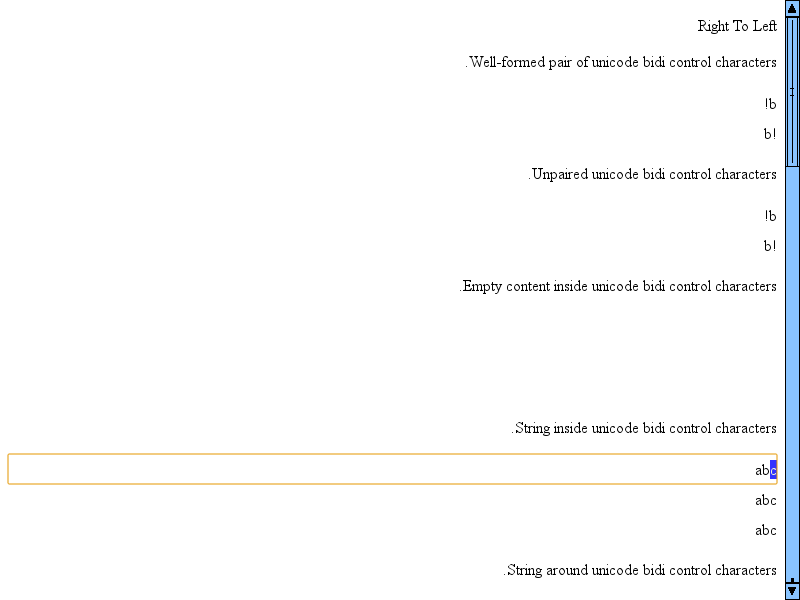 Right To Left
.Well-formed pair of unicode bidi control characters
!b
b!
.Unpaired unicode bidi control characters
!b
b!
.Empty content inside unicode bidi control characters
.String inside unicode bidi control characters
abc
abc
abc
.String around unicode bidi control characters